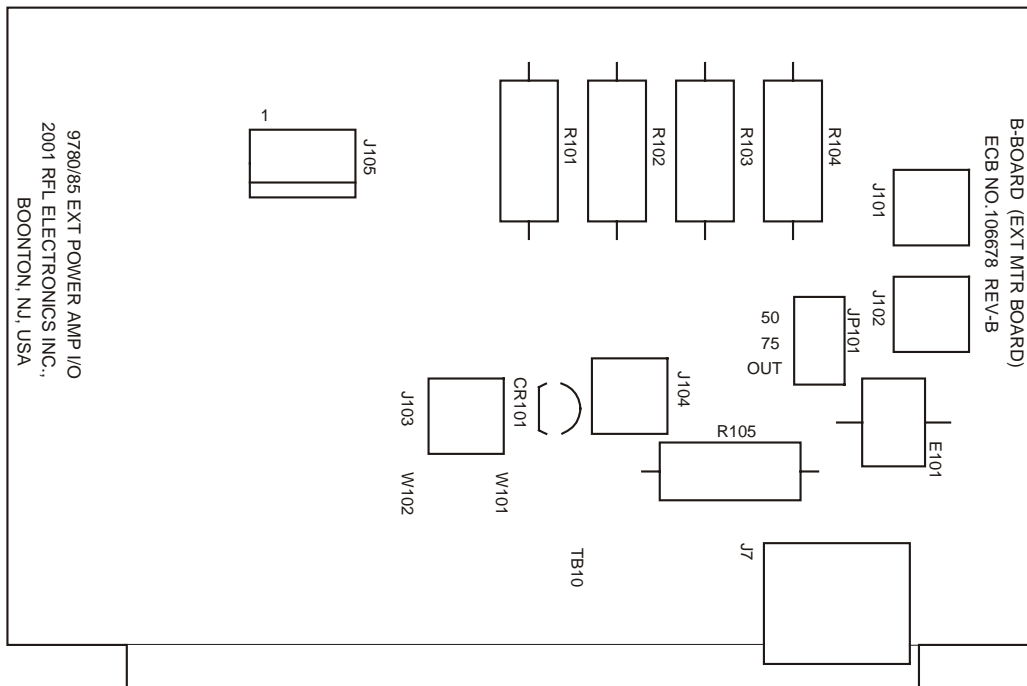 B-BOARD (EXT MTR BOARD)
ECB NO.106678 REV-B
R101
R102
R103
R104
J101
J102
1
J105
JP101
50
75
OUT
J103
CR101
J104
R105
E101
W102
W101
TB10
J7
9780/85 EXT POWER AMP I/O
2001 RFL ELECTRONICS INC.,
BOONTON, NJ, USA